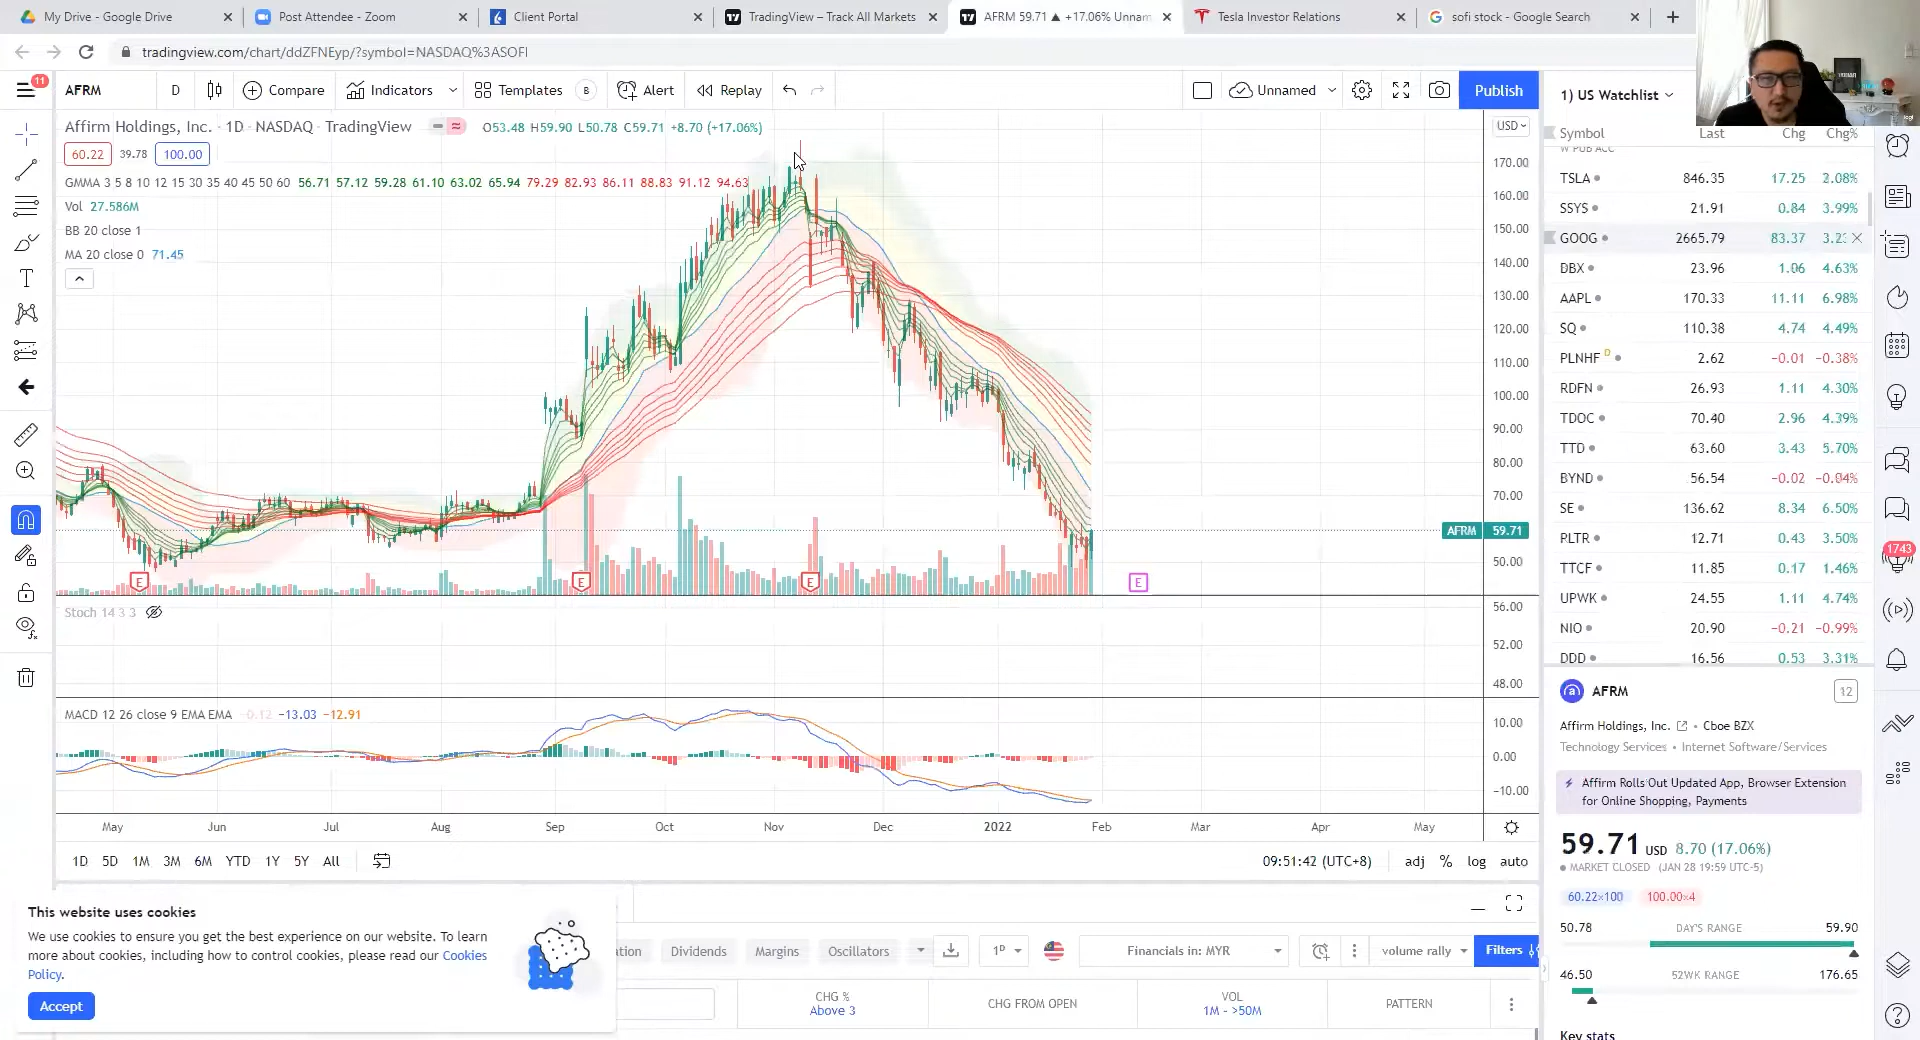 My Drive - Google Drive
Post Attendee - Zoom
Client Portal
TradingView – Track All Markets
AFRM 59.71 ▲ +17.06% Unnam
Tesla Investor Relations
sofi stock - Google Search
tradingview.com/chart/ddZFNEyp/?symbol=NASDAQ%3ASOFI
11
AFRM
D
Compare
Indicators
Templates
B
Alert
Replay
Unnamed
Publish
1) US Watchlist
Affirm Holdings, Inc. · 1D · NASDAQ · TradingView
O53.48 H59.90 L50.78 C59.71 +8.70 (+17.06%)
USD
60.22 39.78 100.00
GMMA 3 5 8 10 12 15 30 35 40 45 50 60 56.71 57.12 59.28 61.10 63.02 65.94 79.29 82.93 86.11 88.83 91.12 94.63
Vol 27.586M
BB 20 close 1
MA 20 close 0 71.45
170.00
160.00
150.00
140.00
130.00
120.00
110.00
100.00
90.00
80.00
70.00
AFRM 59.71
50.00
E
E
E
E
Stoch 14 3 3
56.00
52.00
48.00
MACD 12 26 close 9 EMA EMA -0.12 −13.03 −12.91
10.00
0.00
−10.00
May Jun Jul Aug Sep Oct Nov Dec 2022 Feb Mar Apr May
1D 5D 1M 3M 6M YTD 1Y 5Y All
09:51:42 (UTC+8)
adj % log auto
Symbol Last Chg Chg%
W PUB ACC
TSLA 846.35 17.25 2.08%
SSYS 21.91 0.84 3.99%
GOOG 2665.79 83.37
DBX 23.96 1.06 4.63%
AAPL 170.33 11.11 6.98%
SQ 110.38 4.74 4.49%
PLNHF D 2.62 −0.01 −0.38%
RDFN 26.93 1.11 4.30%
TDOC 70.40 2.96 4.39%
TTD 63.60 3.43 5.70%
BYND 56.54 −0.02 −0.04%
SE 136.62 8.34 6.50%
PLTR 12.71 0.43 3.50%
TTCF 11.85 0.17 1.46%
UPWK 24.55 1.11 4.74%
NIO 20.90 −0.21 −0.99%
DDD 16.56 0.53 3.31%
1743
AFRM
12
Affirm Holdings, Inc. • Cboe BZX
Technology Services • Internet Software/Services
Affirm Rolls Out Updated App, Browser Extension
for Online Shopping, Payments
59.71 USD 8.70 (17.06%)
MARKET CLOSED (JAN 28 19:59 UTC-5)
60.22×100 100.00×4
50.78 DAY'S RANGE 59.90
46.50 52WK RANGE 176.65
Key stats
This website uses cookies
We use cookies to ensure you get the best experience on our website. To learn
more about cookies, including how to control cookies, please read our Cookies
Policy.
Accept
ation
Dividends
Margins
Oscillators
1D
Financials in: MYR
volume rally
Filters
CHG %
Above 3
CHG FROM OPEN
VOL
1M - >50M
PATTERN